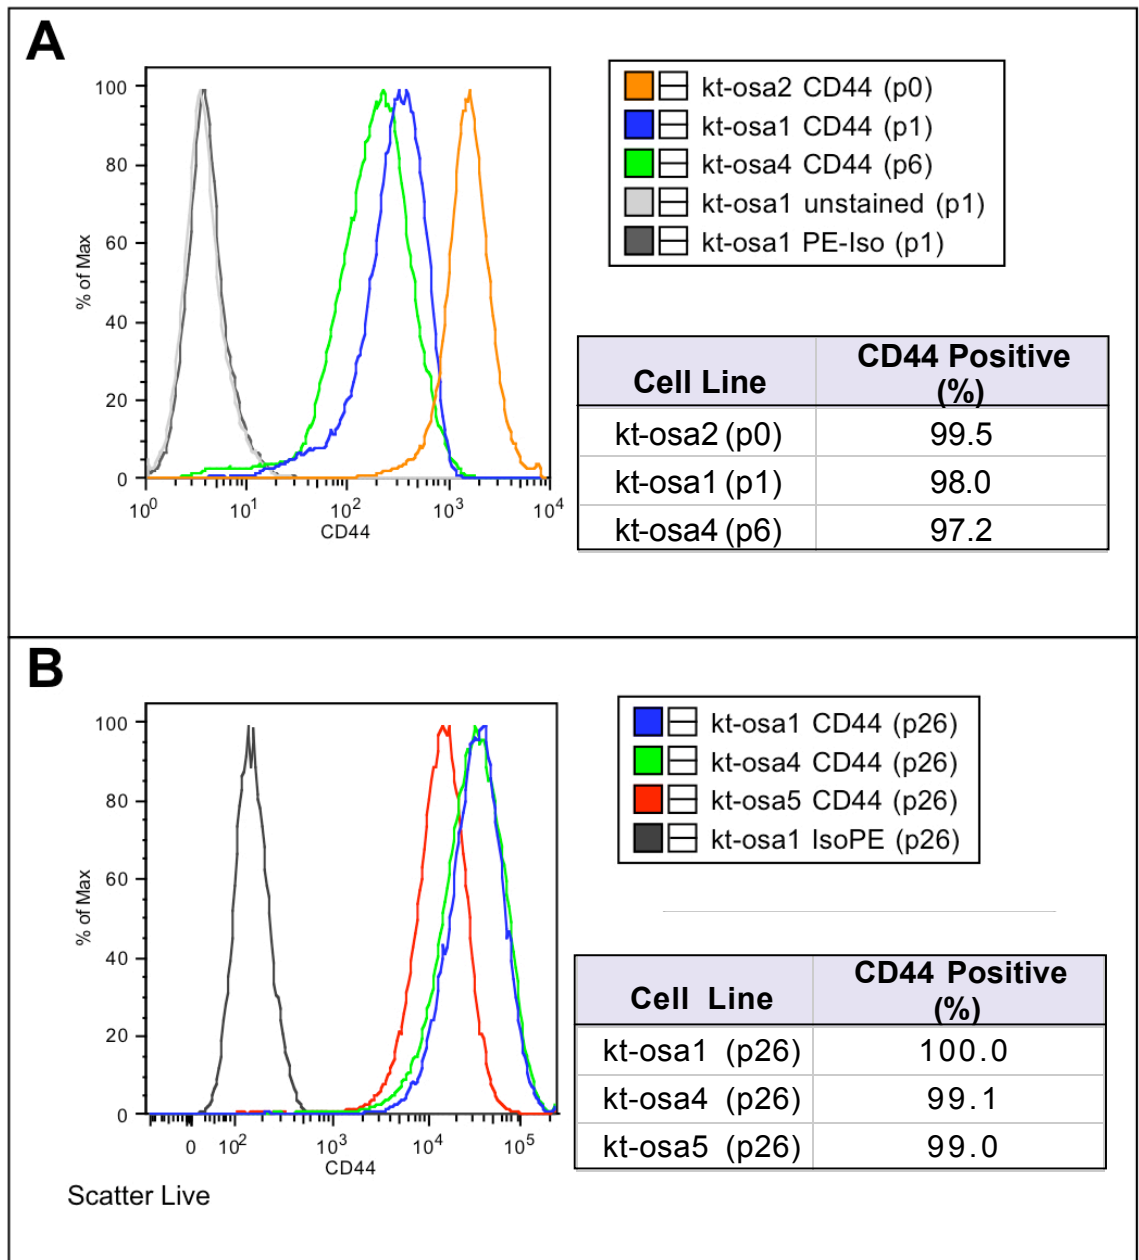 A
100
80
60
40
20
0
% of Max
10^0 10^1 10^2 10^3 10^4
CD44
kt-osa2 CD44 (p0)
kt-osa1 CD44 (p1)
kt-osa4 CD44 (p6)
kt-osa1 unstained (p1)
kt-osa1 PE-Iso (p1)
Cell Line CD44 Positive
(%)
kt-osa2 (p0) 99.5
kt-osa1 (p1) 98.0
kt-osa4 (p6) 97.2
B
100
80
60
40
20
0
% of Max
0 10^2 10^3 10^4 10^5
CD44
Scatter Live
kt-osa1 CD44 (p26)
kt-osa4 CD44 (p26)
kt-osa5 CD44 (p26)
kt-osa1 IsoPE (p26)
Cell Line CD44 Positive
(%)
kt-osa1 (p26) 100.0
kt-osa4 (p26) 99.1
kt-osa5 (p26) 99.0